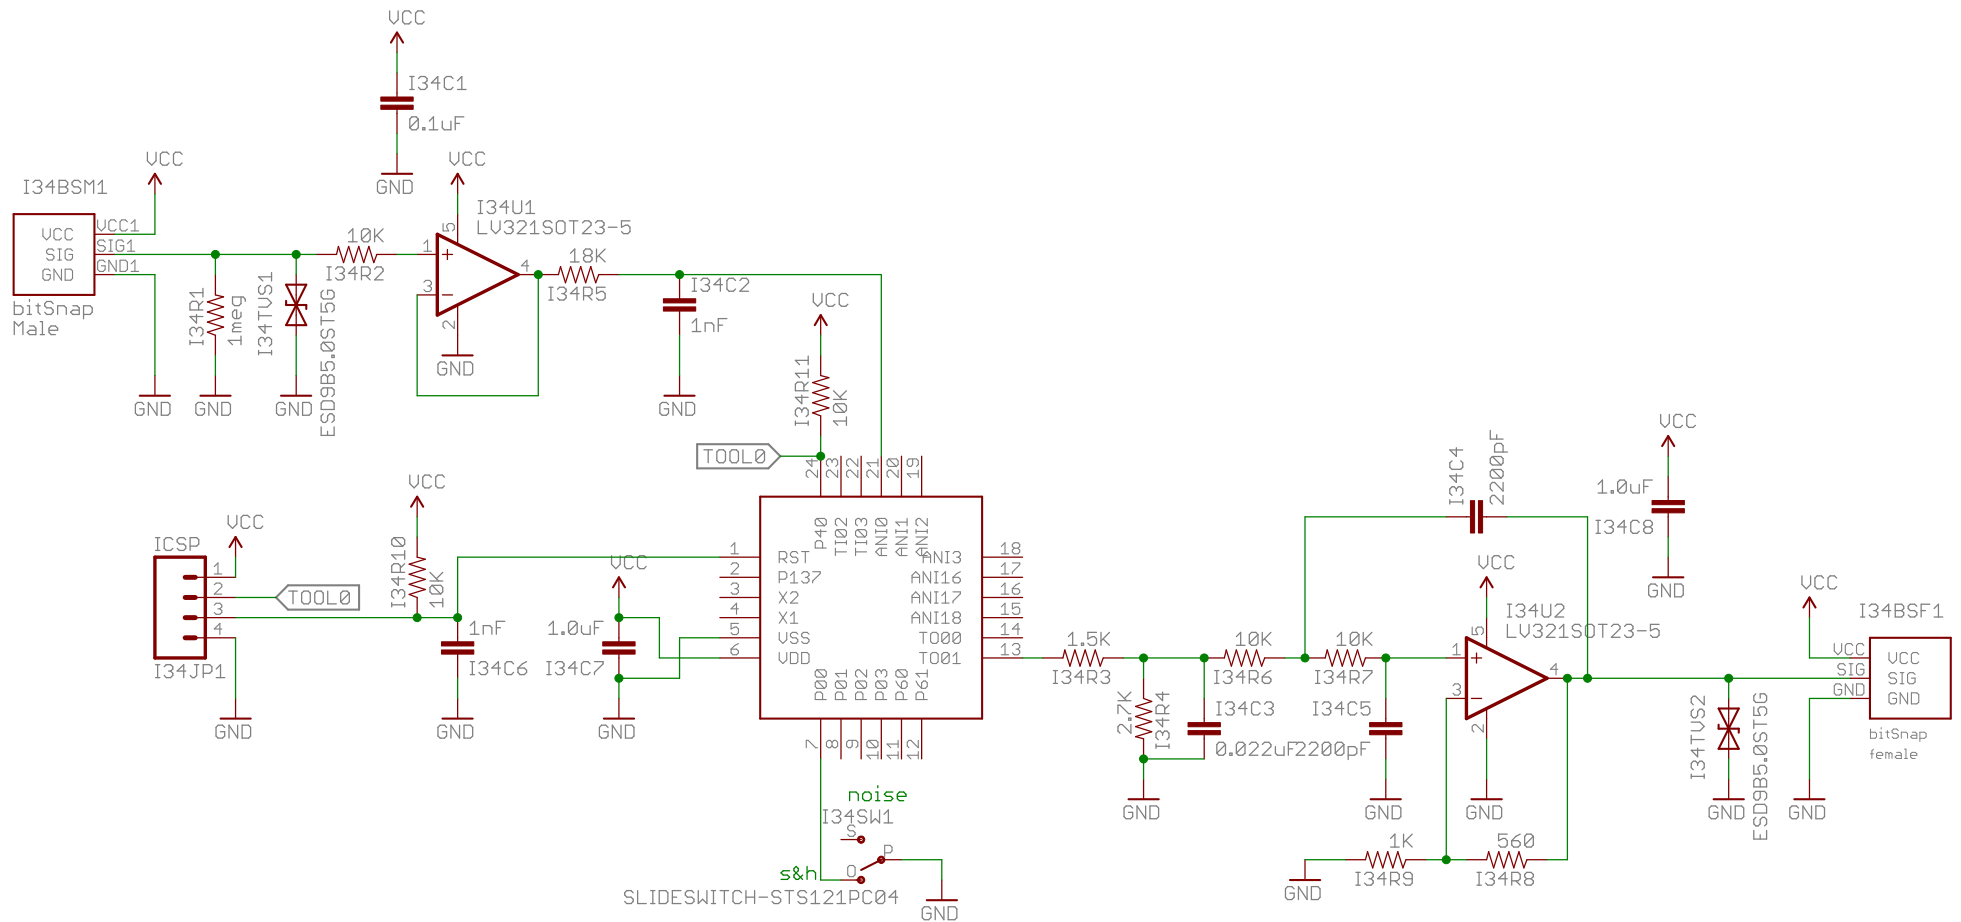 VCC
I34C1
0.1uF
GND
VCC
I34BSM1
VCC
SIG
GND
VCC1
SIG1
GND1
bitSnap
Male
GND
I34R1
1meg
GND
I34TVS1
ESD9B5.0ST5G
GND
10K
I34R2
VCC
I34U1
LV321SOT23-5
1
3
5
2
4
+
-
GND
18K
I34R5
I34C2
1nF
GND
VCC
I34R11
10K
TOOL0
VCC
ICSP
1
2
3
4
I34JP1
TOOL0
GND
VCC
I34R10
10K
1nF
I34C6
GND
VCC
1.0uF
I34C7
GND
24
23
22
21
20
19
P40
TI02
TI03
ANI0
ANI1
ANI2
1
2
3
4
5
6
RST
P137
X2
X1
VSS
VDD
ANI3
ANI16
ANI17
ANI18
TO00
TO01
18
17
16
15
14
13
P00
P01
P02
P03
P60
P61
7
8
9
10
11
12
noise
I34SW1
S
P
O
s&h
SLIDESWITCH-STS121PC04
GND
1.5K
I34R3
2.7K
I34R4
GND
10K
I34R6
I34C3
0.022uF
10K
I34R7
I34C5
2200pF
GND
I34C4
2200pF
VCC
I34U2
LV321SOT23-5
1
3
5
2
4
+
-
GND
1K
I34R9
GND
560
I34R8
VCC
1.0uF
I34C8
GND
I34TVS2
ESD9B5.0ST5G
GND
VCC
I34BSF1
VCC
SIG
GND
VCC
SIG
GND
bitSnap
female
GND